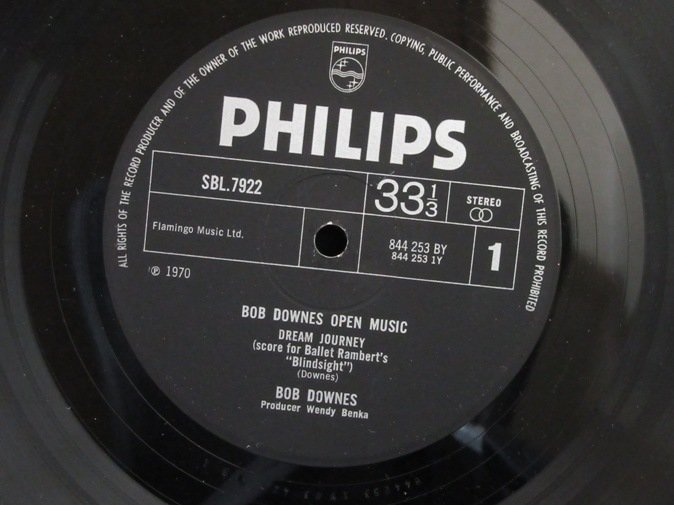 ALL RIGHTS OF THE RECORD PRODUCER AND OF THE OWNER OF THE WORK REPRODUCED RESERVED. COPYING, PUBLIC PERFORMANCE AND BROADCASTING OF THIS RECORD PROHIBITED
PHILIPS
PHILIPS
SBL.7922
33 1/3
STEREO
Flamingo Music Ltd.
844 253 BY
844 253 1Y
1
℗ 1970
BOB DOWNES OPEN MUSIC
DREAM JOURNEY
(score for Ballet Rambert's
"Blindsight")
(Downes)
BOB DOWNES
Producer Wendy Benka